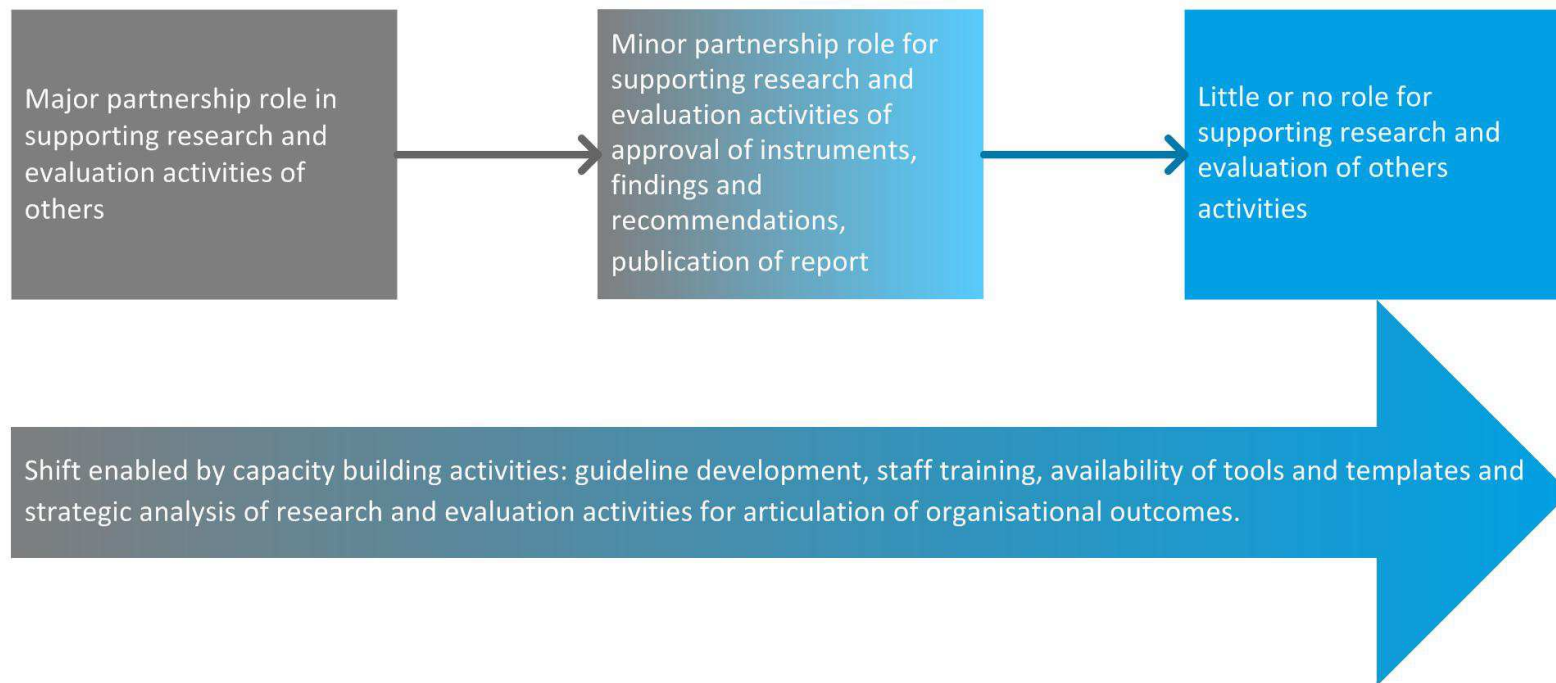 Major partnership role in
supporting research and
evaluation activities of
others
Minor partnership role for
supporting research and
evaluation activities of
approval of instruments,
findings and
recommendations,
publication of report
Little or no role for
supporting research and
evaluation of others
activities
Shift enabled by capacity building activities: guideline development, staff training, availability of tools and templates and
strategic analysis of research and evaluation activities for articulation of organisational outcomes.